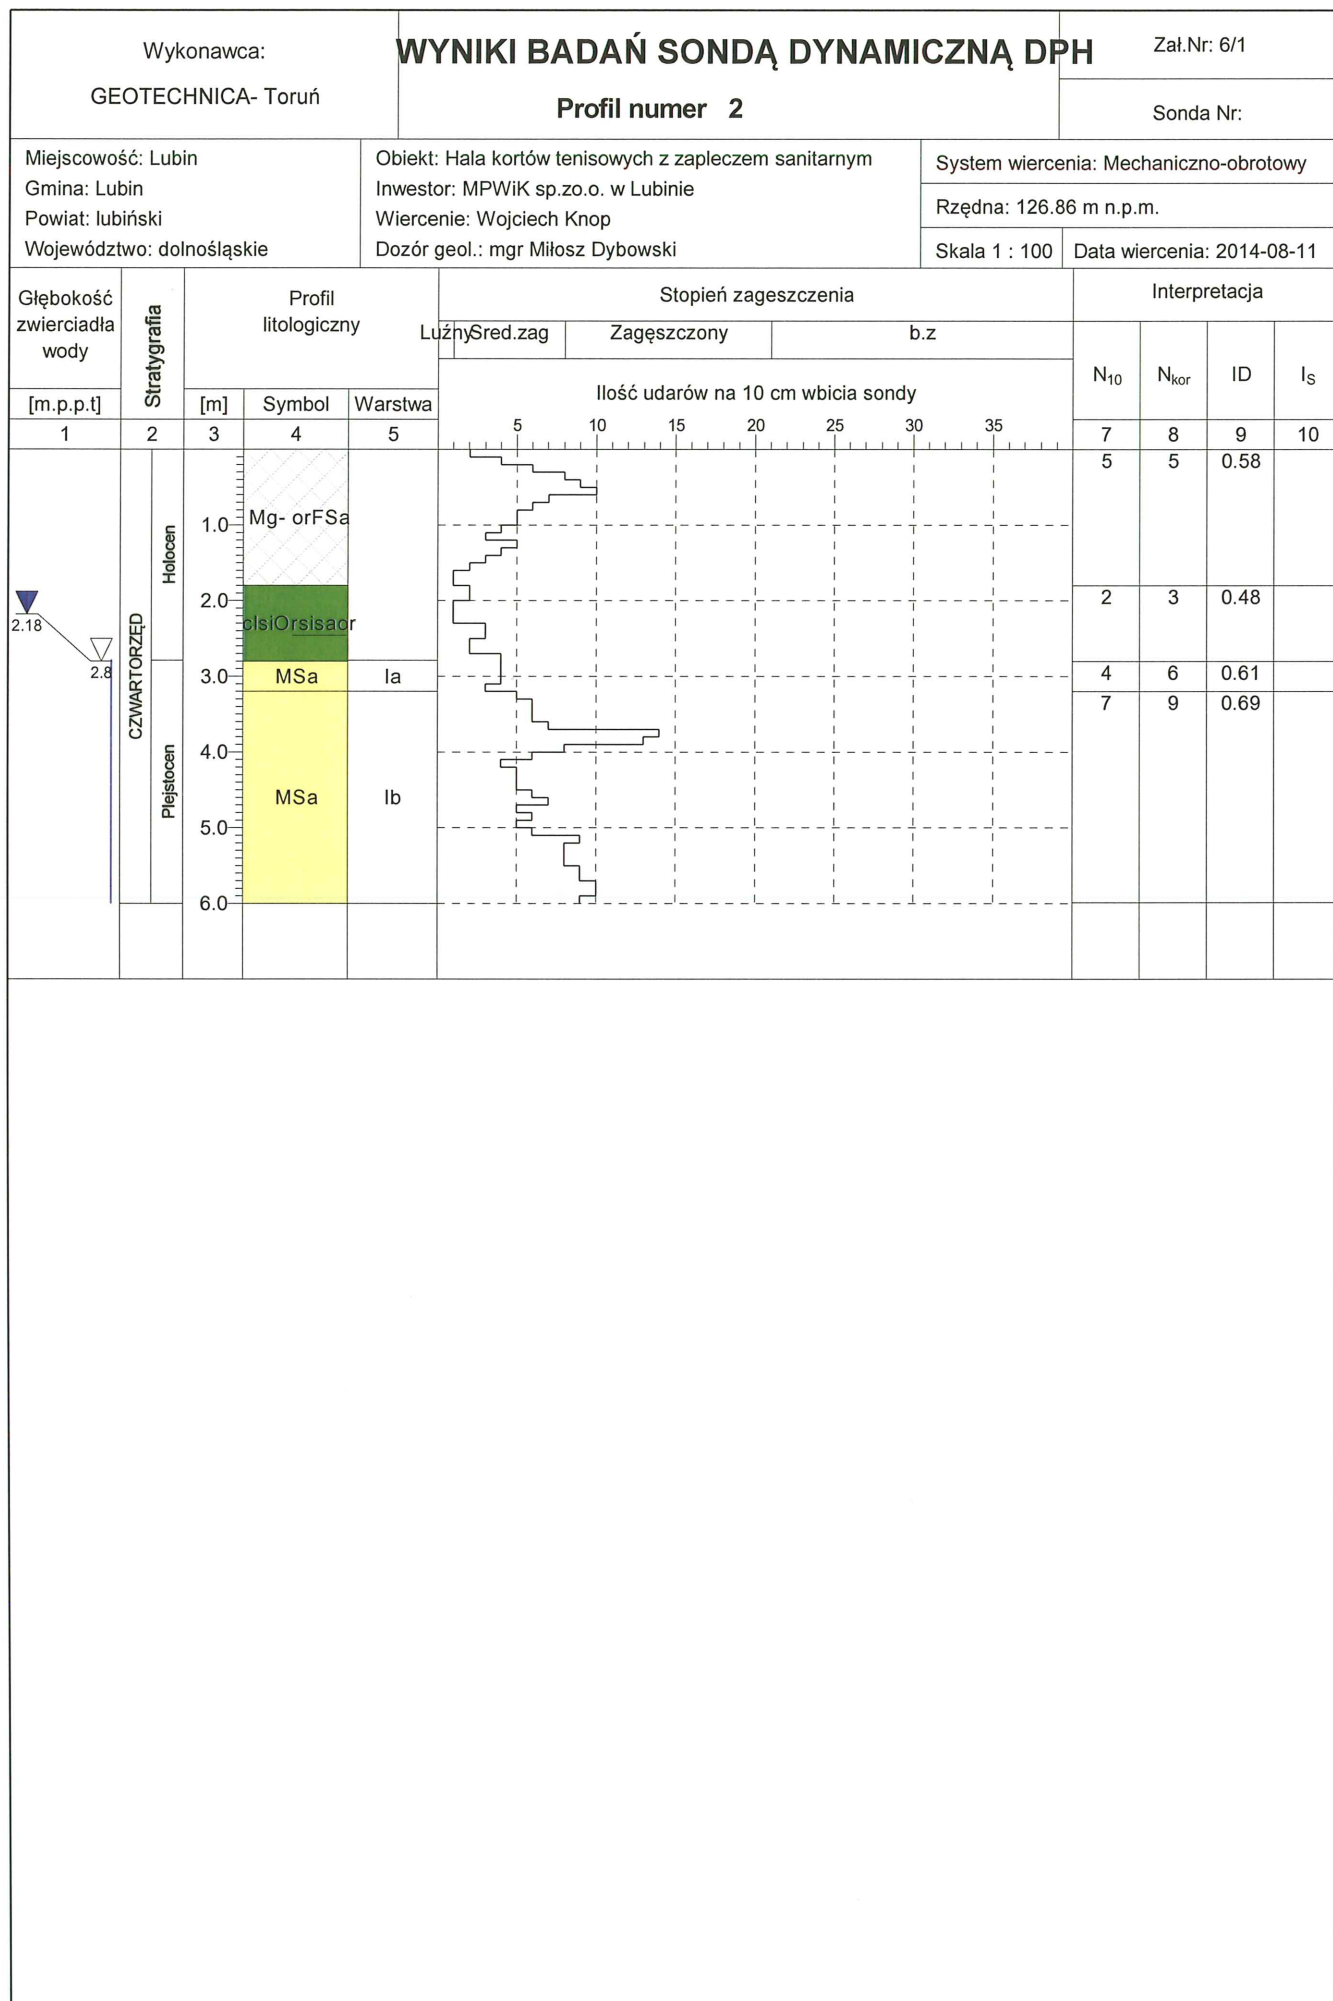 Wykonawca:
GEOTECHNICA- Toruń
WYNIKI BADAŃ SONDĄ DYNAMICZNĄ DPH
Profil numer 2
Zał.Nr: 6/1
Sonda Nr:
Miejscowość: Lubin
Gmina: Lubin
Powiat: lubiński
Województwo: dolnośląskie
Obiekt: Hala kortów tenisowych z zapleczem sanitarnym
Inwestor: MPWiK sp.zo.o. w Lubinie
Wiercenie: Wojciech Knop
Dozór geol.: mgr Miłosz Dybowski
System wiercenia: Mechaniczno-obrotowy
Rzędna: 126.86 m n.p.m.
Skala 1 : 100
Data wiercenia: 2014-08-11
Głębokość
zwierciadła
wody
[m.p.p.t]
Stratygrafia
Profil
litologiczny
[m] Symbol Warstwa
Stopień zageszczenia
Luźny Sred.zag Zagęszczony b.z
Ilość udarów na 10 cm wbicia sondy
Interpretacja
N10 Nkor ID IS
1 2 3 4 5
5 10 15 20 25 30 35
7 8 9 10
CZWARTORZĘD
Holocen
Plejstocen
2.18
2.8
1.0
2.0
3.0
4.0
5.0
6.0
Mg- orFSa
clsiOrsisaor
MSa Ia
MSa Ib
5 5 0.58
2 3 0.48
4 6 0.61
7 9 0.69